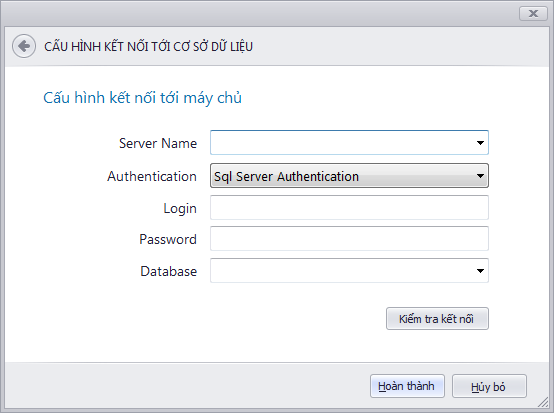 CẤU HÌNH KẾT NỐI TỚI CƠ SỞ DỮ LIỆU
Cấu hình kết nối tới máy chủ
Server Name
Authentication Sql Server Authentication
Login
Password
Database
Kiểm tra kết nối
Hoàn thành Hủy bỏ